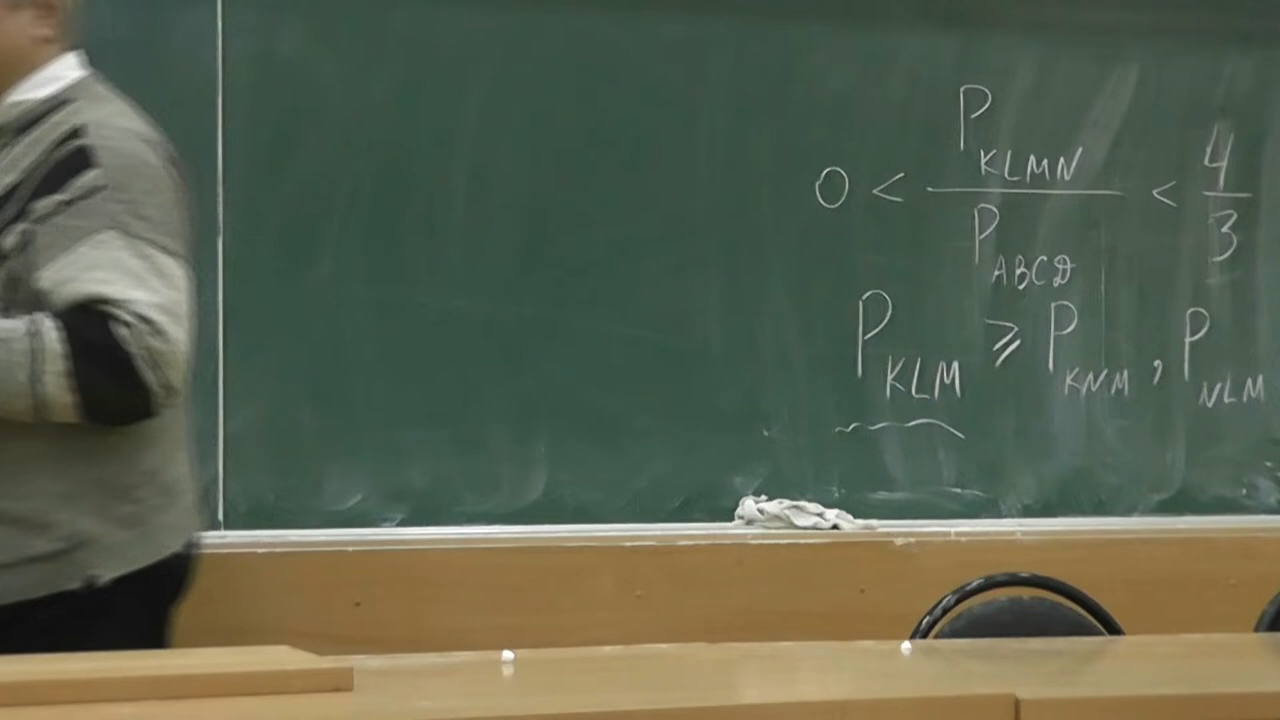 0 < P_KLMN / P_ABCD < 4/3
P_KLM ⩾ P_KNM, P_NLM